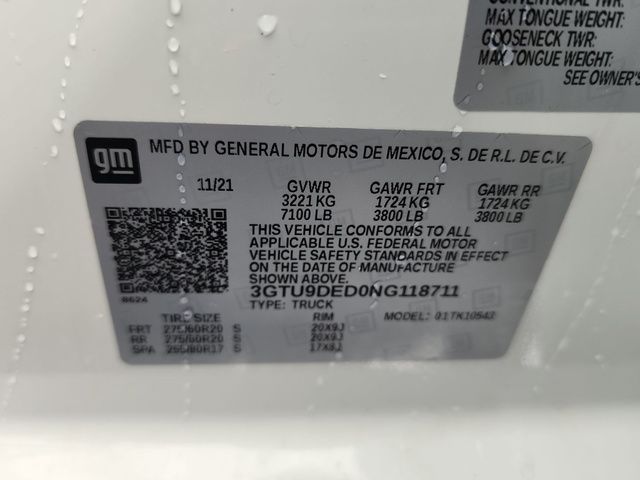 CONVENTIONAL TWR:
MAX TONGUE WEIGHT:
GOOSENECK TWR:
MAX TONGUE WEIGHT:
SEE OWNER'S
gm
MFD BY GENERAL MOTORS DE MEXICO, S. DE R.L. DE C.V.
11/21 GVWR GAWR FRT GAWR RR
3221 KG 1724 KG 1724 KG
7100 LB 3800 LB 3800 LB
THIS VEHICLE CONFORMS TO ALL
APPLICABLE U.S. FEDERAL MOTOR
VEHICLE SAFETY STANDARDS IN EFFECT
ON THE DATE OF MANUFACTURE
SHOWN ABOVE.
8624
3GTU9DED0NG118711
TYPE: TRUCK MODEL: 01TK10543
TIRE SIZE RIM
FRT 275/60R20 S 20X9J
RR 275/60R20 S 20X9J
SPA 265/80R17 S 17X8J